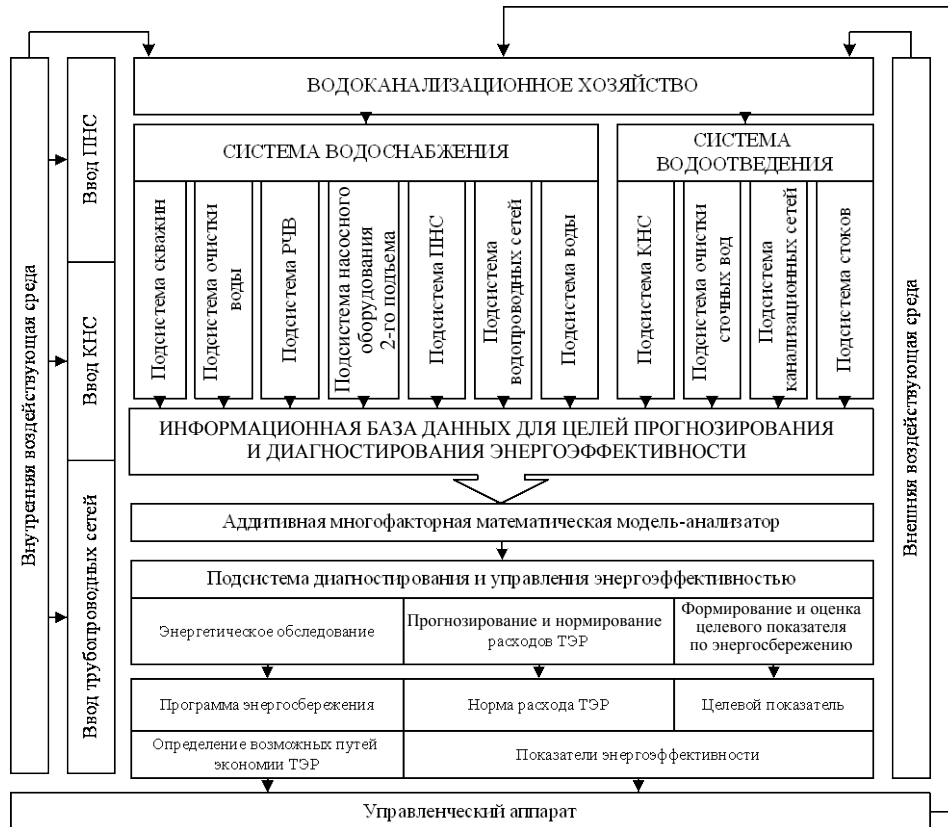 ВОДОКАНАЛИЗАЦИОННОЕ ХОЗЯЙСТВО
Внутренняя воздействующая среда
Ввод ПНС
Ввод КНС
Ввод трубопроводных сетей
СИСТЕМА ВОДОСНАБЖЕНИЯ
СИСТЕМА
ВОДООТВЕДЕНИЯ
Подсистема скважин
Подсистема очистки
воды
Подсистема РЧВ
Подсистема насосного
оборудования
2-го подъема
Подсистема ПНС
Подсистема
водопроводных сетей
Подсистема воды
Подсистема КНС
Подсистема очистки
сточных вод
Подсистема
канализационных сетей
Подсистема стоков
Внешняя воздействующая среда
ИНФОРМАЦИОННАЯ БАЗА ДАННЫХ ДЛЯ ЦЕЛЕЙ ПРОГНОЗИРОВАНИЯ
И ДИАГНОСТИРОВАНИЯ ЭНЕРГОЭФФЕКТИВНОСТИ
Аддитивная многофакторная математическая модель-анализатор
Подсистема диагностирования и управления энергоэффективностью
Энергетическое обследование
Прогнозирование и нормирование
расходов ТЭР
Формирование и оценка
целевого показателя
по энергосбережению
Программа энергосбережения
Норма расхода ТЭР
Целевой показатель
Определение возможных путей
экономии ТЭР
Показатели энергоэффективности
Управленческий аппарат